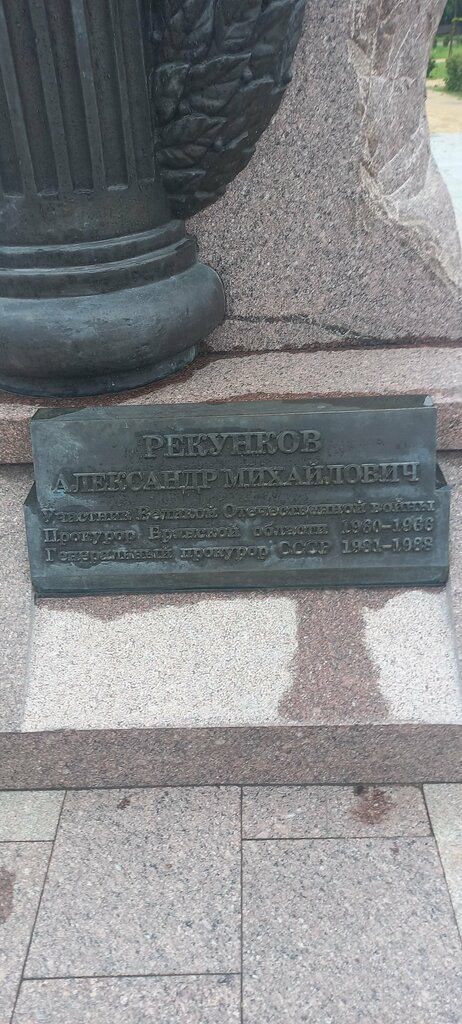 РЕКУНКОВ
АЛЕКСАНДР МИХАЙЛОВИЧ
Участник Великой Отечественной войны
Прокурор Брянской области 1960-1966
Генеральный прокурор СССР 1981-1988